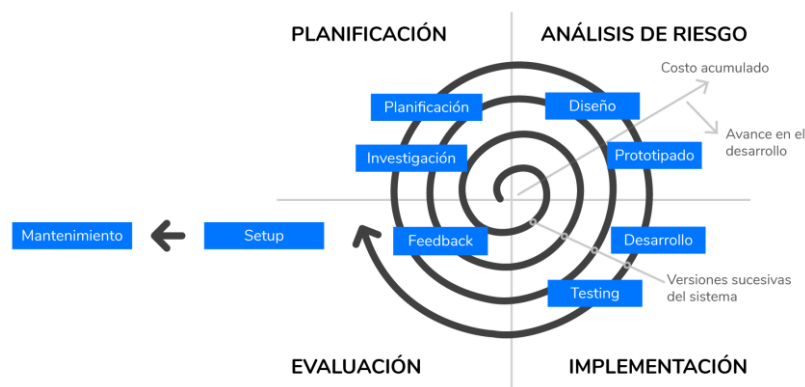 PLANIFICACIÓN
ANÁLISIS DE RIESGO
Costo acumulado
Planificación
Diseño
Avance en el
desarrollo
Investigación
Prototipado
Mantenimiento
Setup
Feedback
Desarrollo
Versiones sucesivas
del sistema
Testing
EVALUACIÓN
IMPLEMENTACIÓN